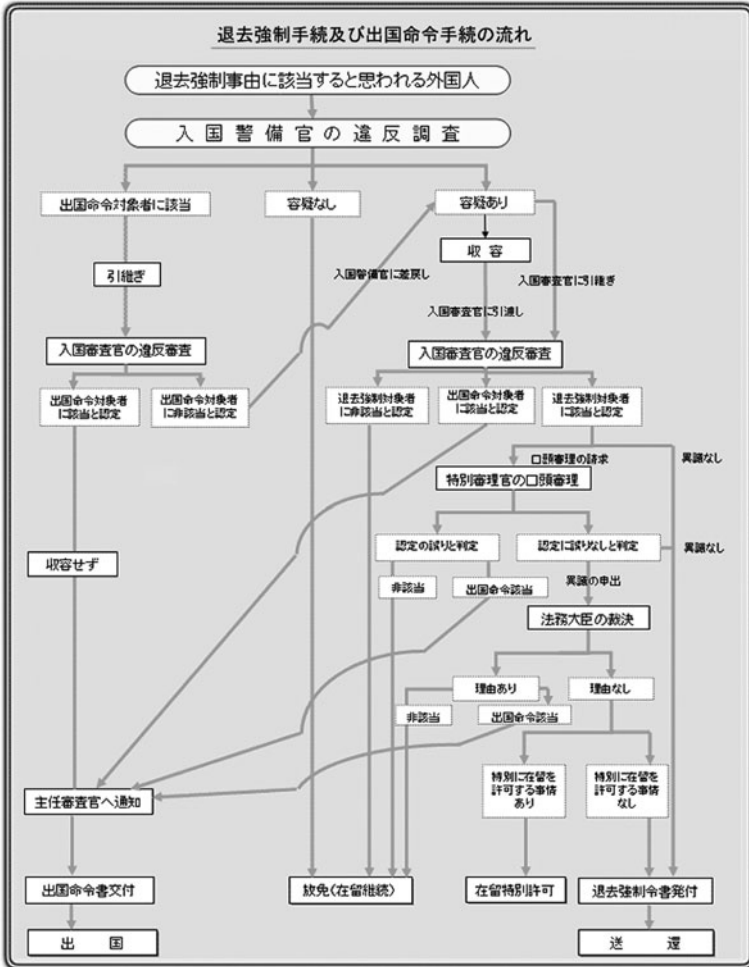 退去強制手続及び出国命令手続の流れ
退去強制事由に該当すると思われる外国人
入国警備官の違反調査
出国命令対象者に該当
容疑なし
容疑あり
収容
引継ぎ
入国警備官に差戻し
入国審査官に引継ぎ
入国審査官に引渡し
入国審査官の違反審査
入国審査官の違反審査
出国命令対象者
に該当と認定
出国命令対象者
に非該当と認定
退去強制対象者
に非該当と認定
出国命令対象者
に該当と認定
退去強制対象者
に該当と認定
口頭審理の請求
異議なし
特別審理官の口頭審理
認定の誤りと判定
認定に誤りなしと判定
異議なし
収容せず
非該当
出国命令該当
異議の申出
法務大臣の裁決
理由あり
理由なし
非該当
出国命令該当
特別に在留を
許可する事情
あり
特別に在留を
許可する事情
なし
主任審査官へ通知
出国命令書交付
放免(在留継続)
在留特別許可
退去強制令書発付
出国
送還